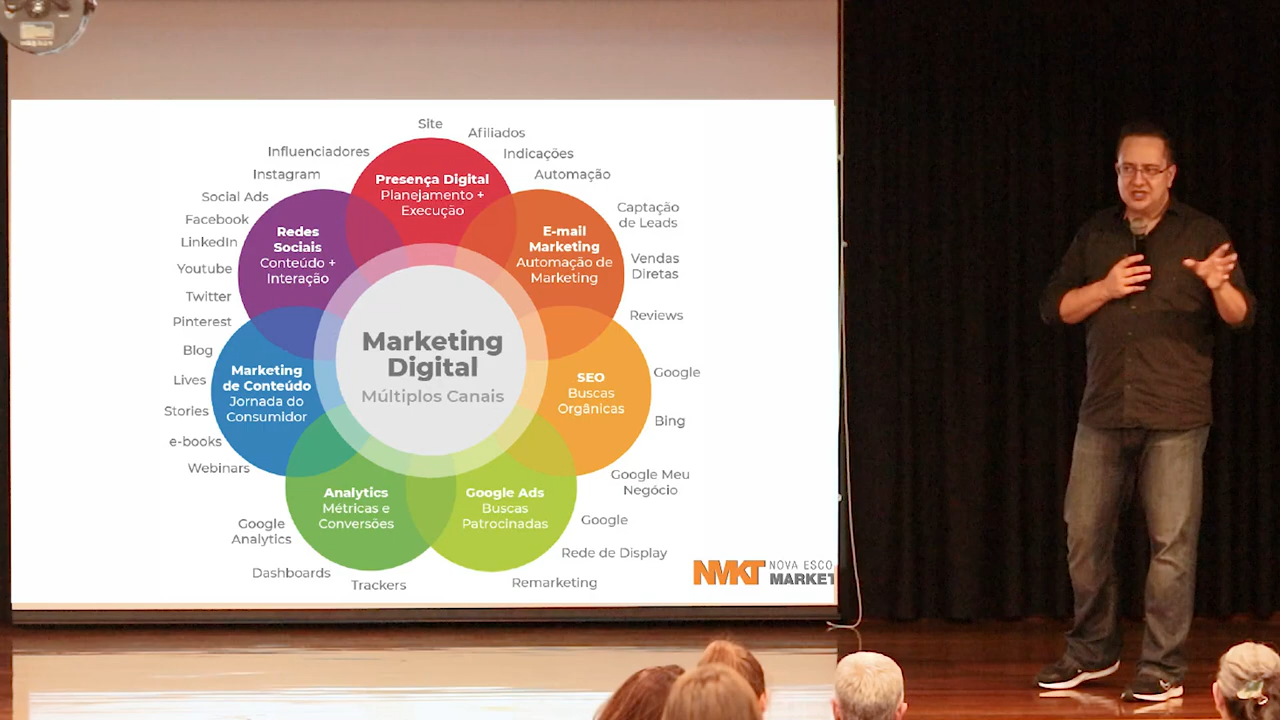 Site
Afiliados
Influenciadores
Indicações
Instagram
Automação
Presença Digital
Planejamento +
Execução
Social Ads
Captação
de Leads
Facebook
Redes
Sociais
Conteúdo +
Interação
E-mail
Marketing
Automação de
Marketing
LinkedIn
Vendas
Diretas
Youtube
Twitter
Reviews
Pinterest
Marketing
Digital
Múltiplos Canais
Blog
Google
Marketing
de Conteúdo
Jornada do
Consumidor
SEO
Buscas
Orgânicas
Lives
Stories
Bing
e-books
Webinars
Google Meu
Negócio
Analytics
Métricas e
Conversões
Google Ads
Buscas
Patrocinadas
Google
Analytics
Google
Rede de Display
Dashboards
Trackers
Remarketing
NMKT
NOVA ESCO
MARKET